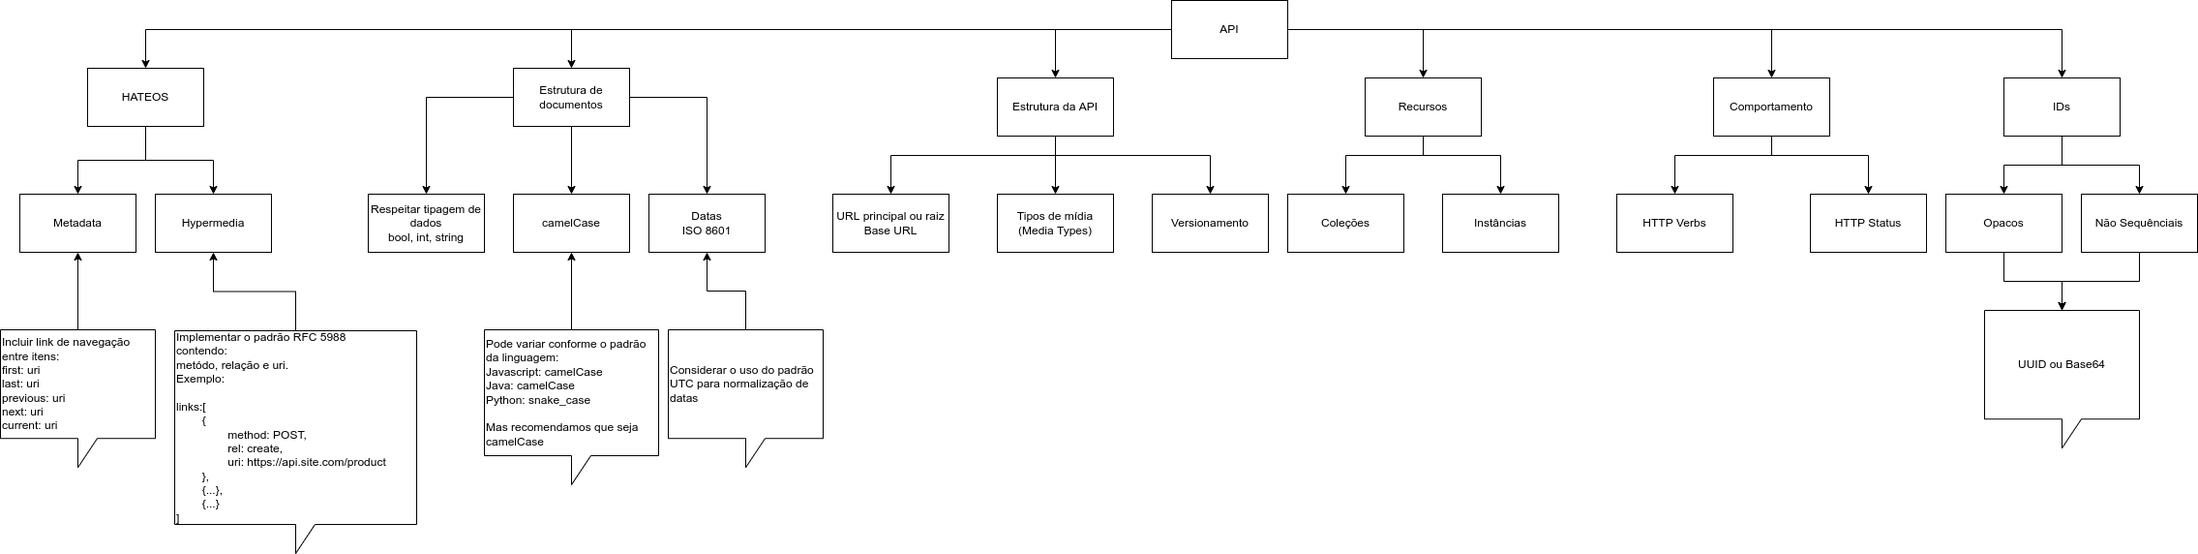 API
HATEOS
Estrutura de
documentos
Estrutura da API
Recursos
Comportamento
IDs
Metadata
Hypermedia
Respeitar tipagem de
dados
bool, int, string
camelCase
Datas
ISO 8601
URL principal ou raiz
Base URL
Tipos de mídia
(Media Types)
Versionamento
Coleções
Instâncias
HTTP Verbs
HTTP Status
Opacos
Não Sequênciais
Incluir link de navegação
entre itens:
first: uri
last: uri
previous: uri
next: uri
current: uri
Implementar o padrão RFC 5988
contendo:
metódo, relação e uri.
Exemplo:
links:[
{
method: POST,
rel: create,
uri: https://api.site.com/product
},
{...},
{...}
]
Pode variar conforme o padrão
da linguagem:
Javascript: camelCase
Java: camelCase
Python: snake_case
Mas recomendamos que seja
camelCase
Considerar o uso do padrão
UTC para normalização de
datas
UUID ou Base64